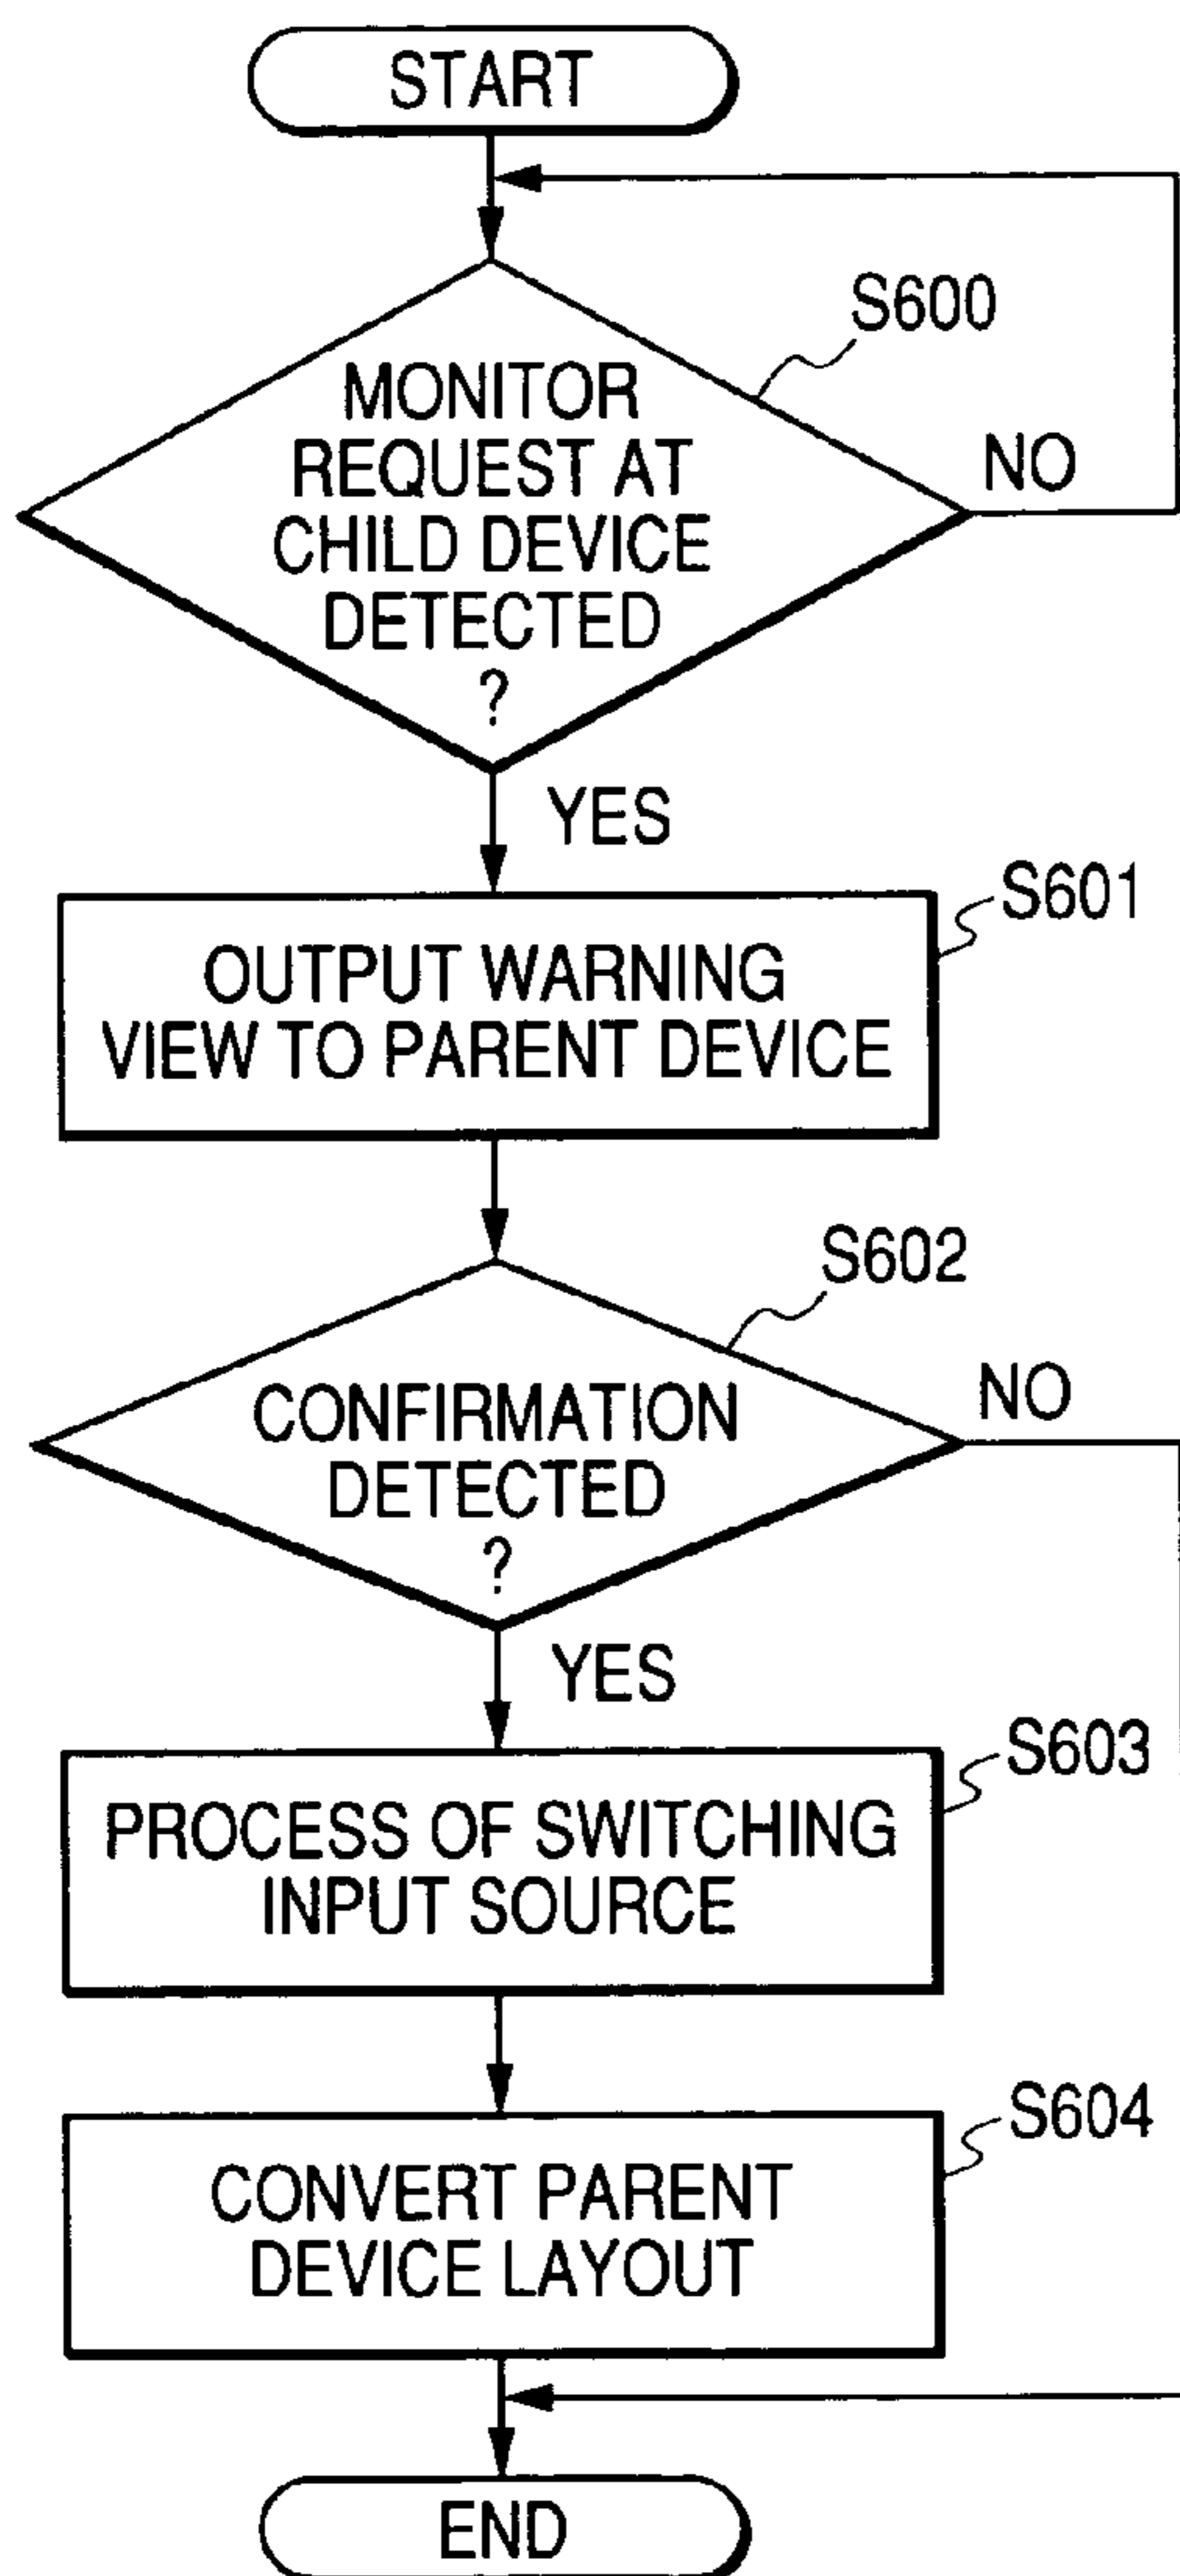 START
S600
MONITOR
REQUEST AT
CHILD DEVICE
DETECTED
?
NO
YES
S601
OUTPUT WARNING
VIEW TO PARENT DEVICE
S602
CONFIRMATION
DETECTED
?
NO
YES
S603
PROCESS OF SWITCHING
INPUT SOURCE
S604
CONVERT PARENT
DEVICE LAYOUT
END